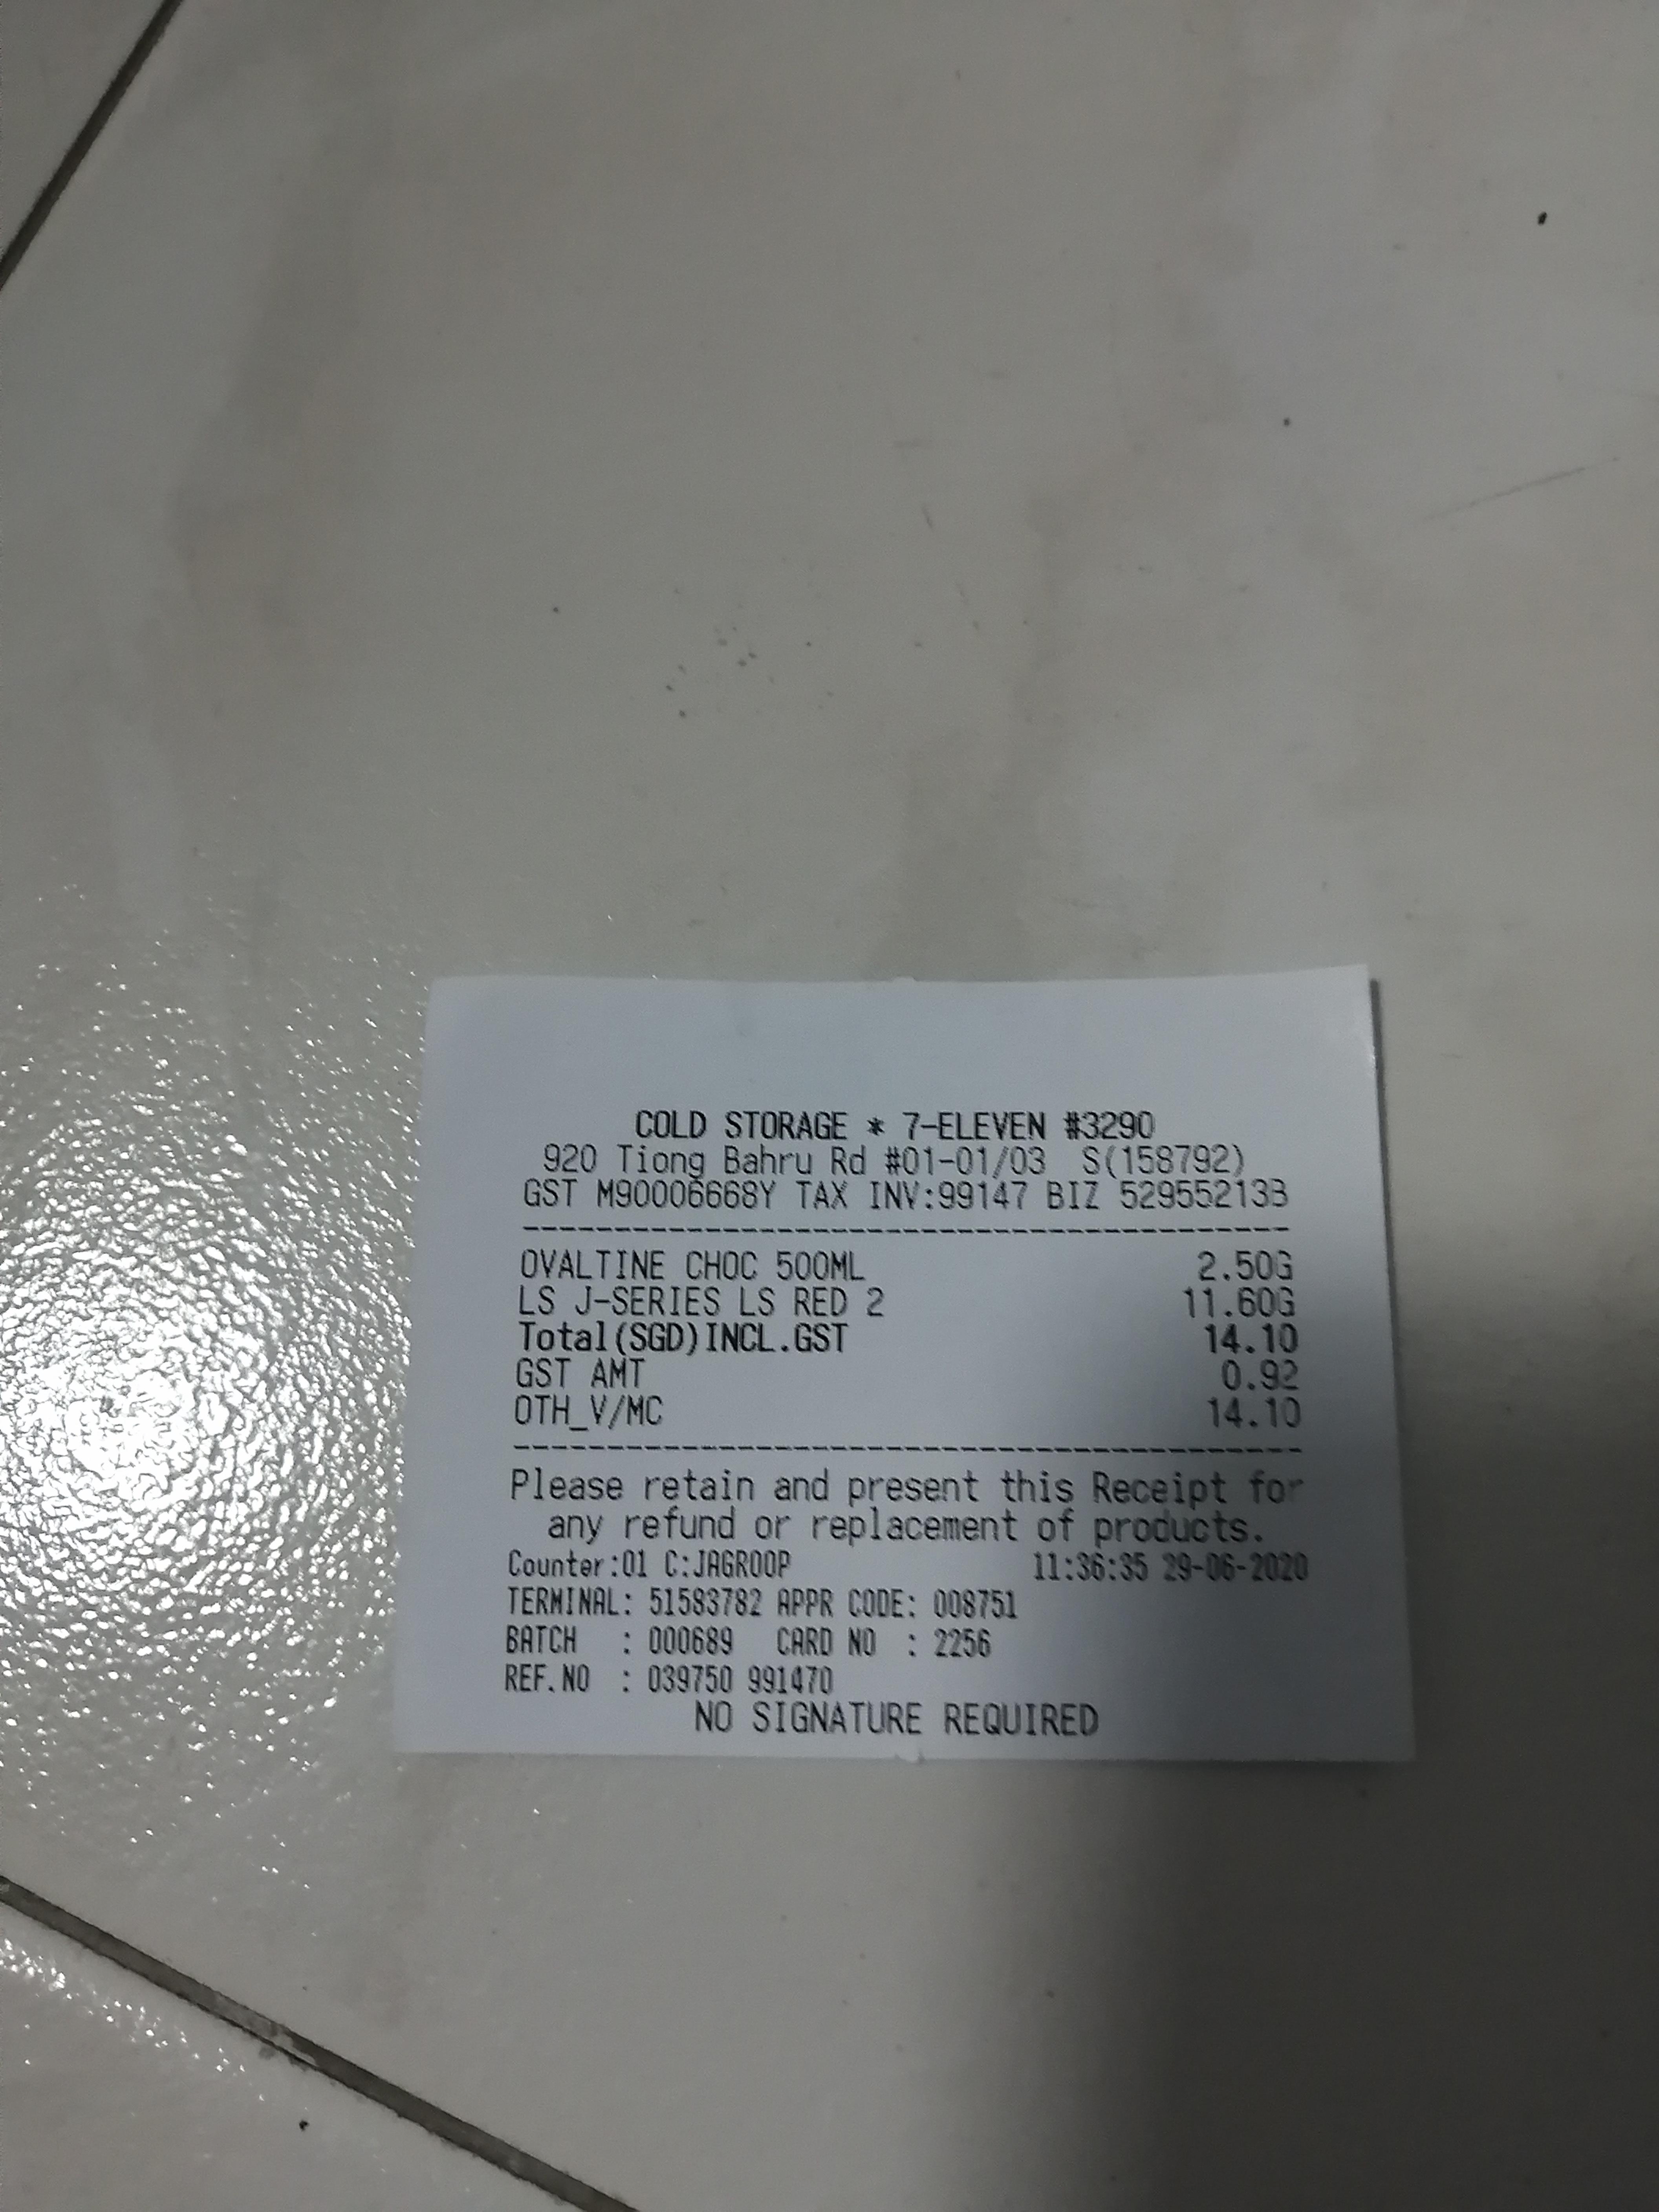 COLD STORAGE * 7-ELEVEN #3290
920 Tiong Bahru Rd #01-01/03 S(158792)
GST M90006668Y TAX INV:99147 BIZ 529552133
------------------------------------------
OVALTINE CHOC 500ML 2.50G
LS J-SERIES LS RED 2 11.60G
Total(SGD)INCL.GST 14.10
GST AMT 0.92
OTH_V/MC 14.10
------------------------------------------
Please retain and present this Receipt for
any refund or replacement of products.
Counter:01 C:JAGROOP 11:36:35 29-06-2020
TERMINAL: 51583782 APPR CODE: 008751
BATCH : 000689 CARD NO : 2256
REF.NO : 039750 991470
NO SIGNATURE REQUIRED